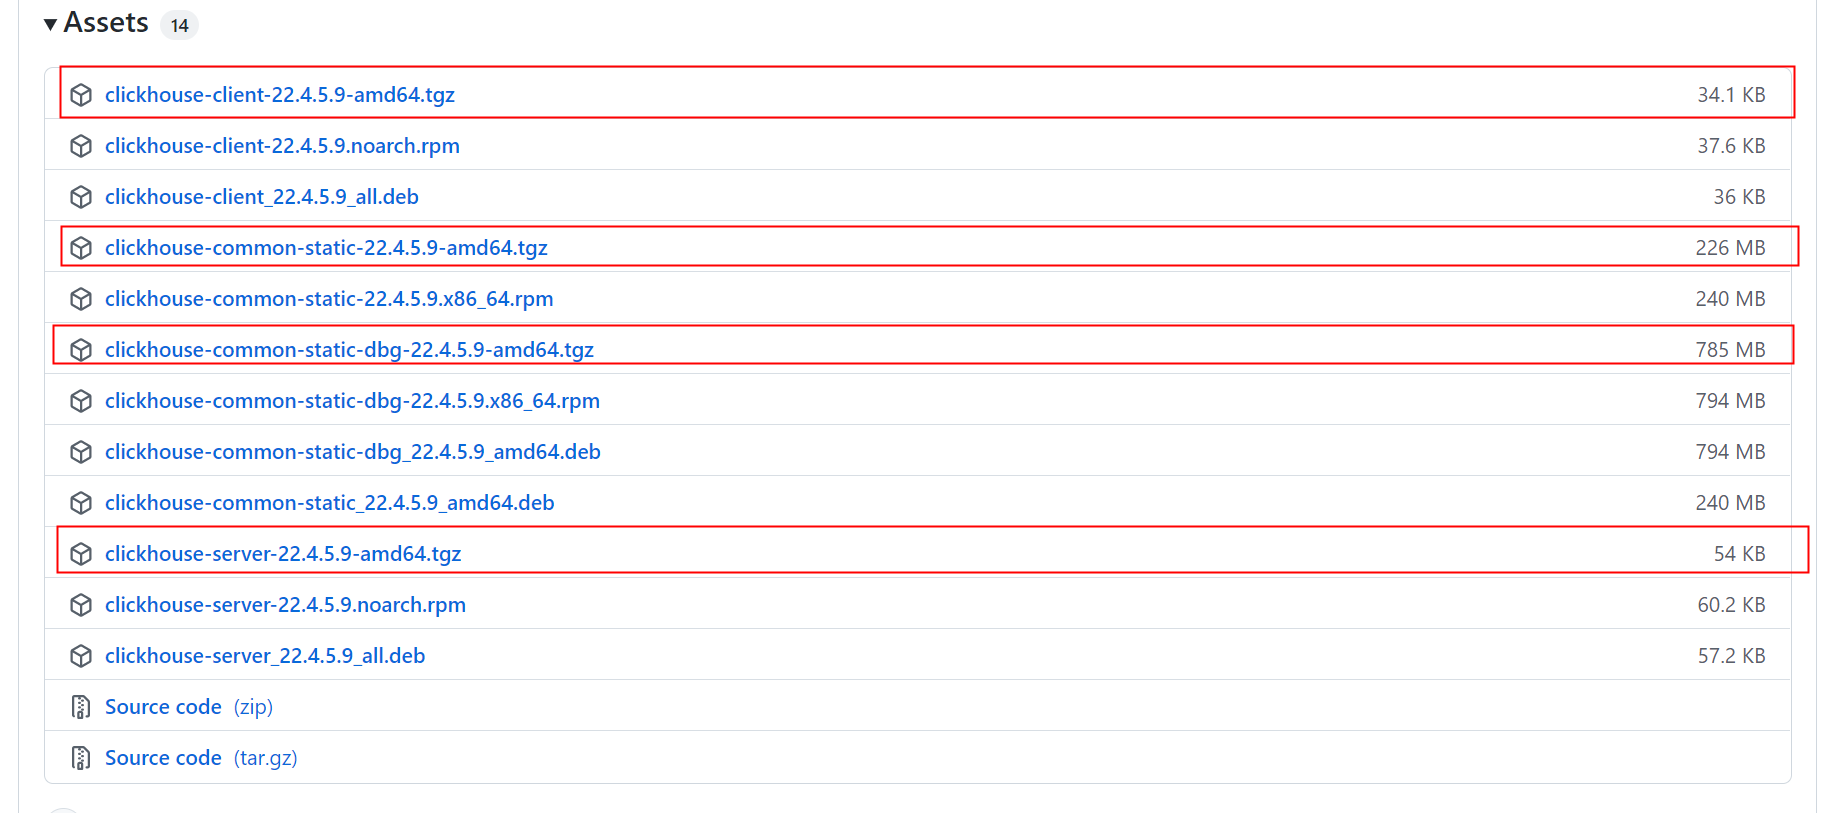 Assets 14
clickhouse-client-22.4.5.9-amd64.tgz 34.1 KB
clickhouse-client-22.4.5.9.noarch.rpm 37.6 KB
clickhouse-client_22.4.5.9_all.deb 36 KB
clickhouse-common-static-22.4.5.9-amd64.tgz 226 MB
clickhouse-common-static-22.4.5.9.x86_64.rpm 240 MB
clickhouse-common-static-dbg-22.4.5.9-amd64.tgz 785 MB
clickhouse-common-static-dbg-22.4.5.9.x86_64.rpm 794 MB
clickhouse-common-static-dbg_22.4.5.9_amd64.deb 794 MB
clickhouse-common-static_22.4.5.9_amd64.deb 240 MB
clickhouse-server-22.4.5.9-amd64.tgz 54 KB
clickhouse-server-22.4.5.9.noarch.rpm 60.2 KB
clickhouse-server_22.4.5.9_all.deb 57.2 KB
Source code (zip)
Source code (tar.gz)